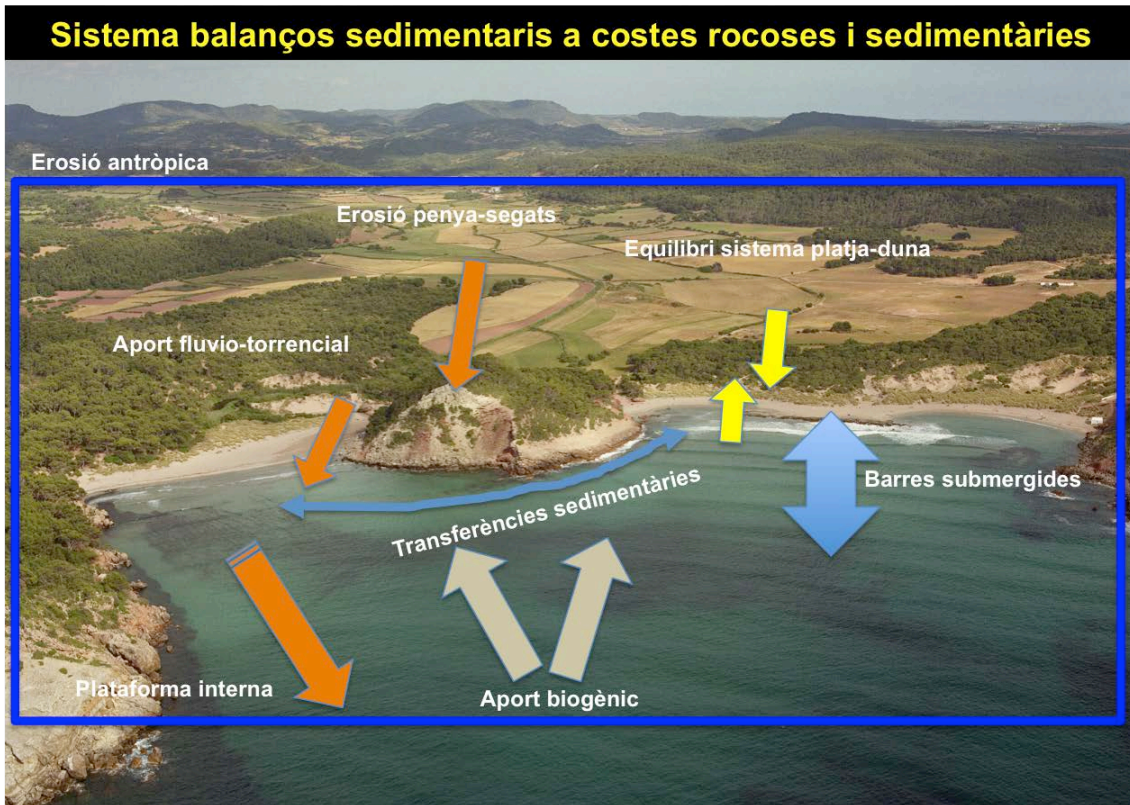 Sistema balanços sedimentaris a costes rocoses i sedimentàries
Erosió antròpica
Erosió penya-segats
Equilibri sistema platja-duna
Aport fluvio-torrencial
Barres submergides
Transferències sedimentàries
Plataforma interna
Aport biogènic